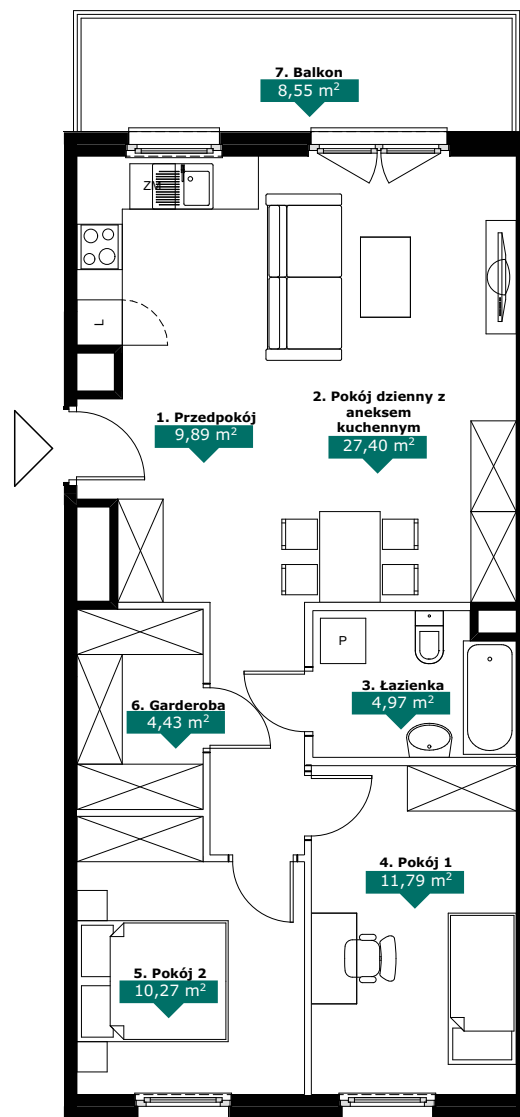 7. Balkon
8,55 m²
ZM
L
1. Przedpokój
9,89 m²
2. Pokój dzienny z
aneksem
kuchennym
27,40 m²
P
3. Łazienka
4,97 m²
6. Garderoba
4,43 m²
4. Pokój 1
11,79 m²
5. Pokój 2
10,27 m²